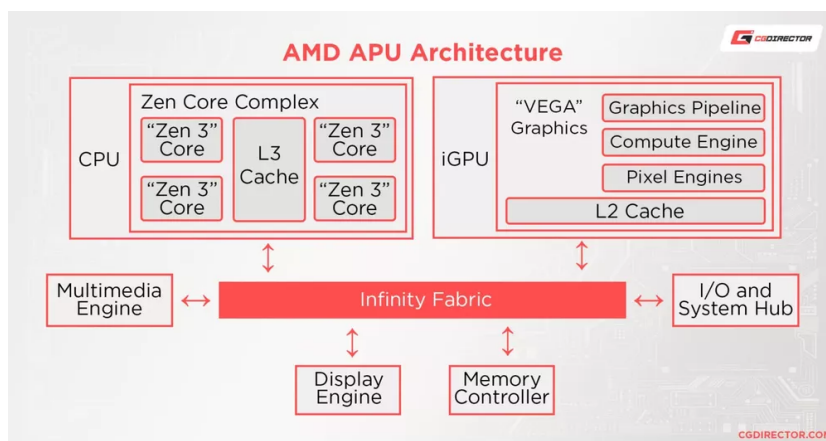 CGDIRECTOR
AMD APU Architecture
CPU
Zen Core Complex
“Zen 3”
Core
“Zen 3”
Core
L3
Cache
“Zen 3”
Core
“Zen 3”
Core
iGPU
“VEGA”
Graphics
Graphics Pipeline
Compute Engine
Pixel Engines
L2 Cache
Multimedia
Engine
Infinity Fabric
I/O and
System Hub
Display
Engine
Memory
Controller
CGDIRECTOR.COM